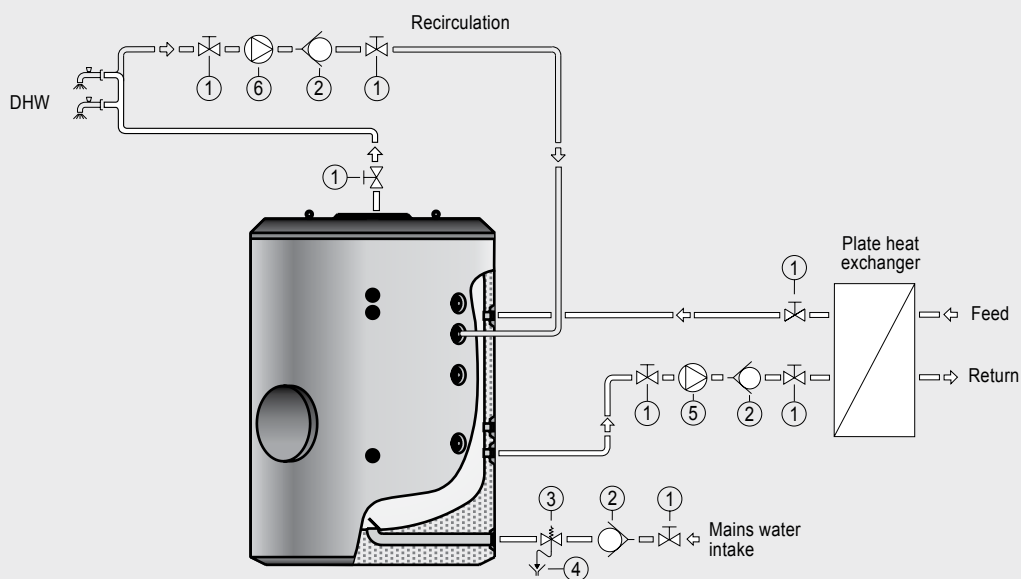 Recirculation
1
6
2
1
DHW
1
Plate heat
exchanger
1
Feed
1
5
2
1
Return
3
2
1
Mains water
intake
4